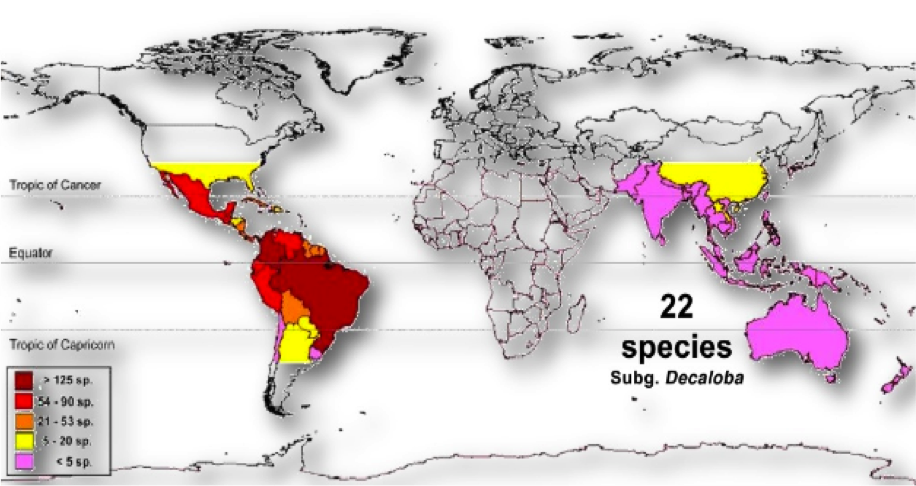 Tropic of Cancer
Equator
22
species
Subg. Decaloba
Tropic of Capricorn
> 125 sp.
54 - 90 sp.
21 - 53 sp.
5 - 20 sp.
< 5 sp.